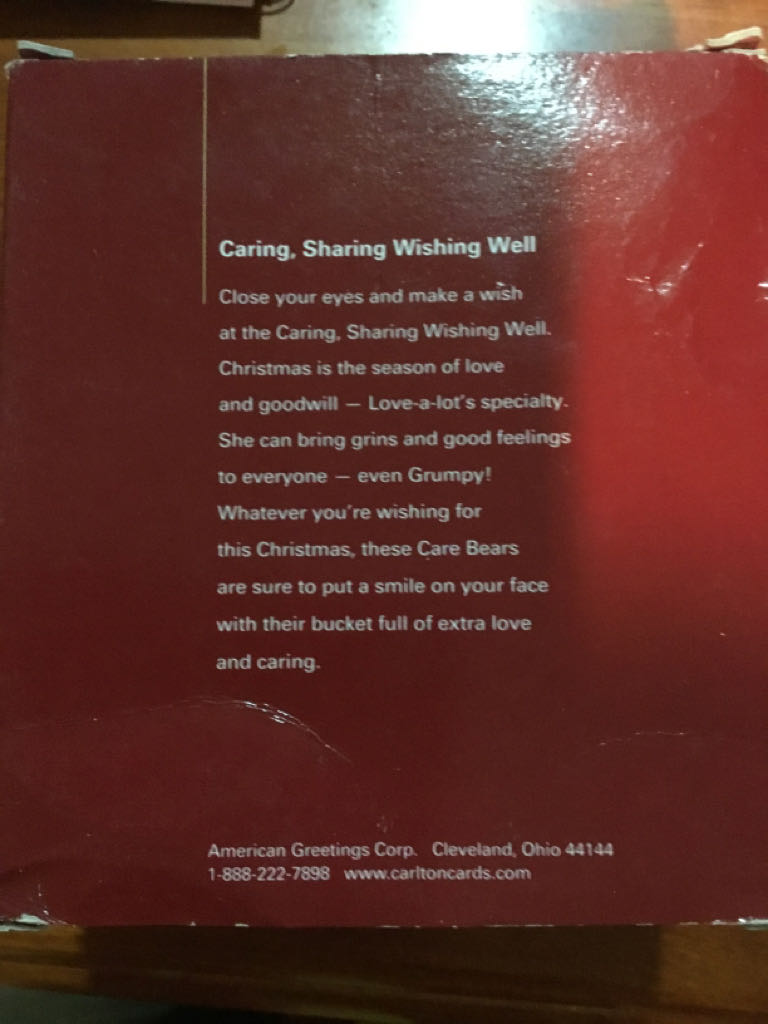 Caring, Sharing Wishing Well
Close your eyes and make a wish
at the Caring, Sharing Wishing Well.
Christmas is the season of love
and goodwill — Love-a-lot's specialty.
She can bring grins and good feelings
to everyone — even Grumpy!
Whatever you're wishing for
this Christmas, these Care Bears
are sure to put a smile on your face
with their bucket full of extra love
and caring.
American Greetings Corp. Cleveland, Ohio 44144
1-888-222-7898 www.carltoncards.com